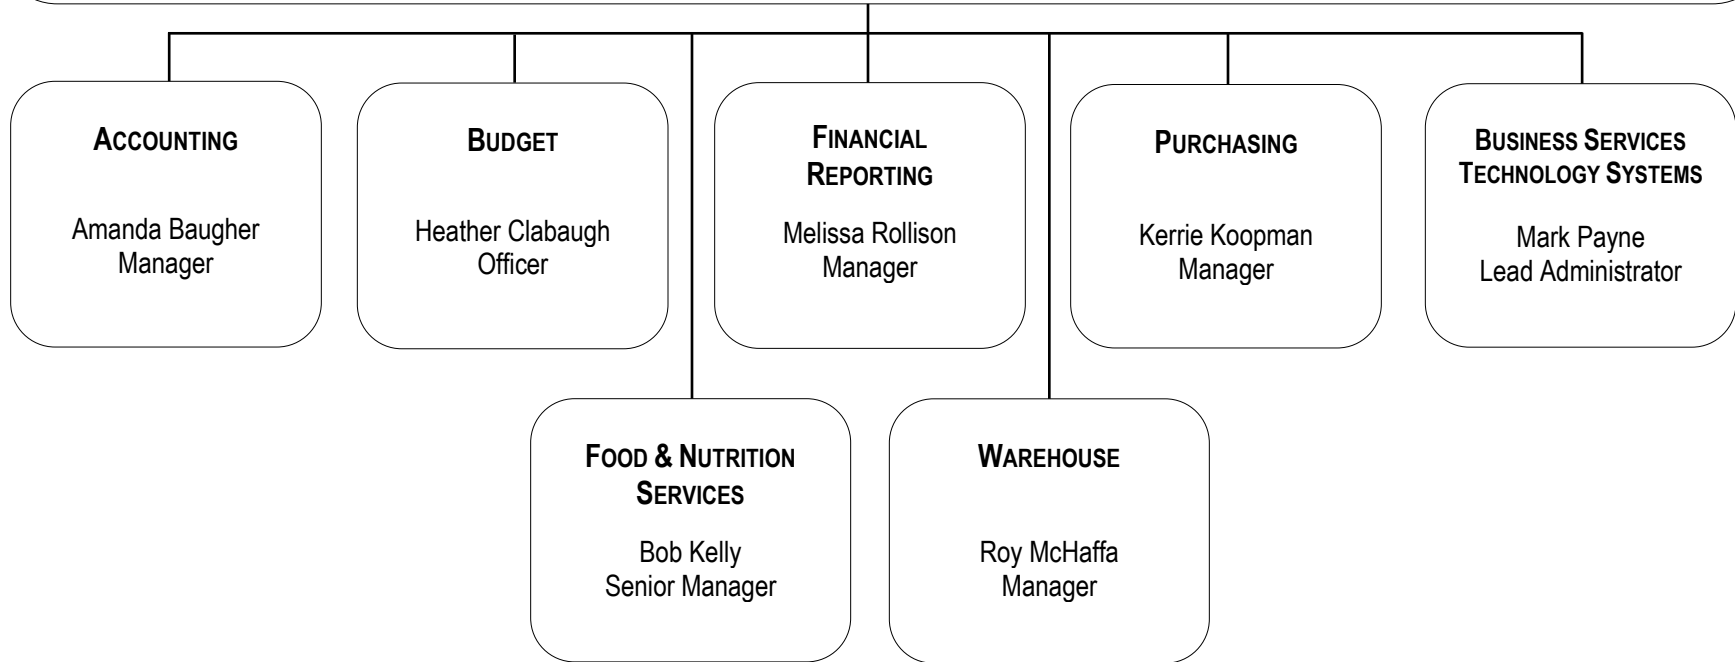 ACCOUNTING
Amanda Baugher
Manager
BUDGET
Heather Clabaugh
Officer
FINANCIAL
REPORTING
Melissa Rollison
Manager
PURCHASING
Kerrie Koopman
Manager
BUSINESS SERVICES
TECHNOLOGY SYSTEMS
Mark Payne
Lead Administrator
FOOD & NUTRITION
SERVICES
Bob Kelly
Senior Manager
WAREHOUSE
Roy McHaffa
Manager